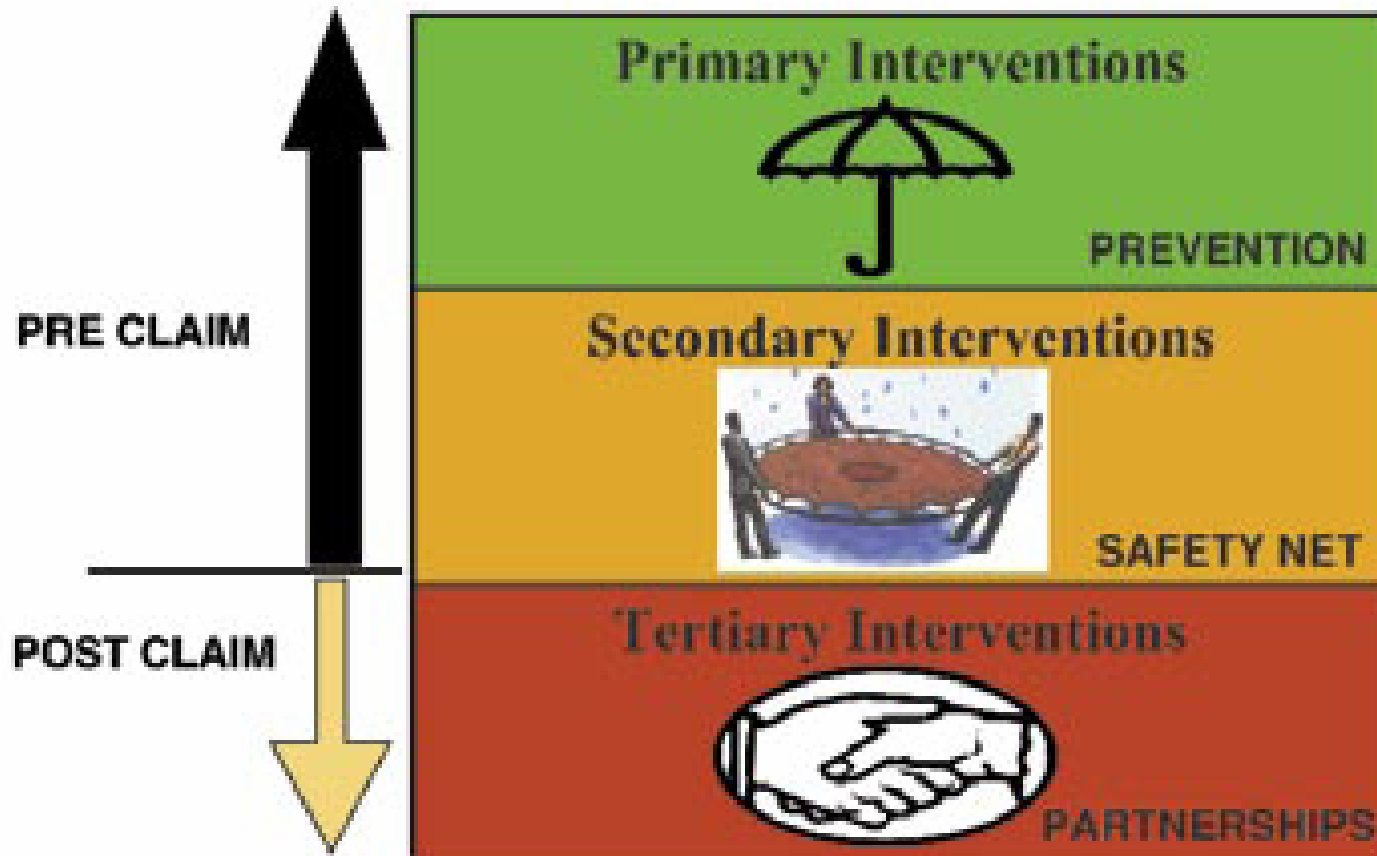 Primary Interventions
PREVENTION
PRE CLAIM
Secondary Interventions
SAFETY NET
POST CLAIM
Tertiary Interventions
PARTNERSHIPS